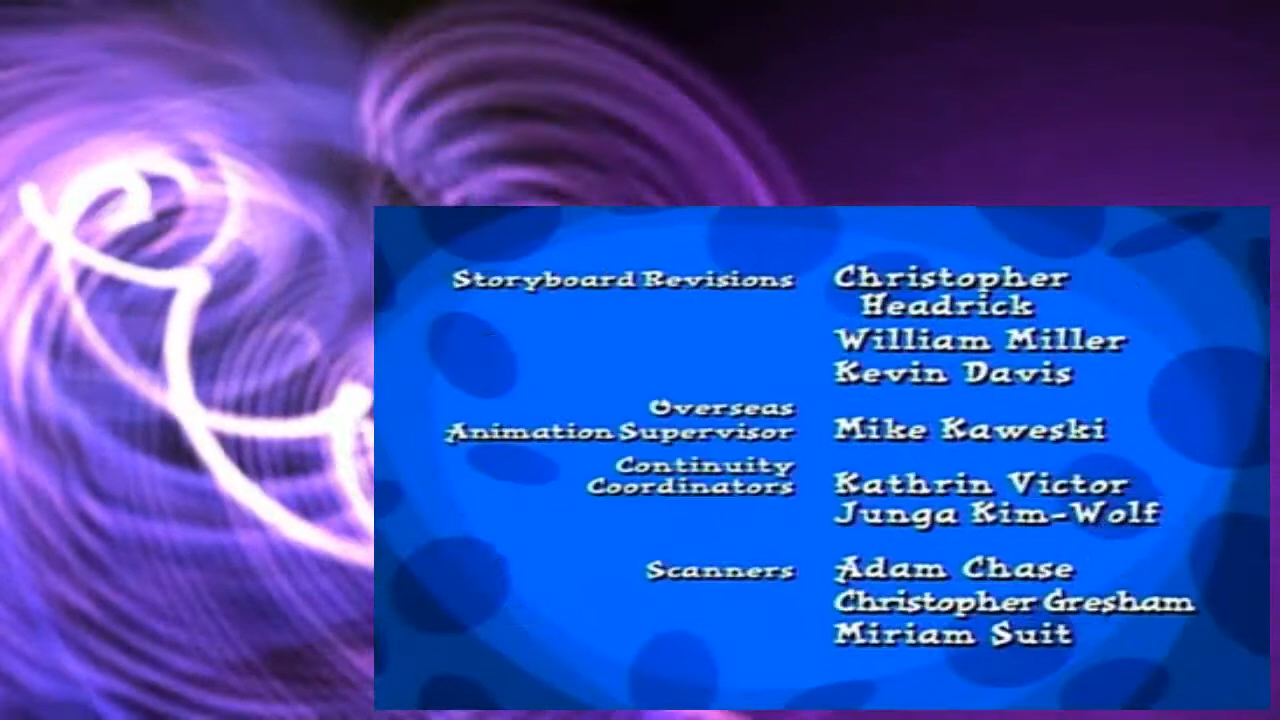 Storyboard Revisions Christopher
Headrick
William Miller
Kevin Davis
Overseas
Animation Supervisor Mike Kaweski
Continuity
Coordinators Kathrin Victor
Junga Kim-Wolf
Scanners Adam Chase
Christopher Gresham
Miriam Suit